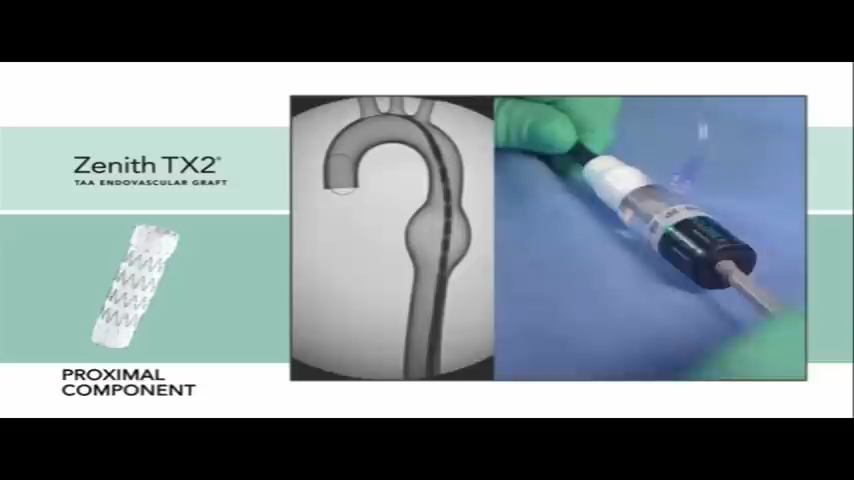 Zenith TX2®
TAA ENDOVASCULAR GRAFT
PROXIMAL
COMPONENT